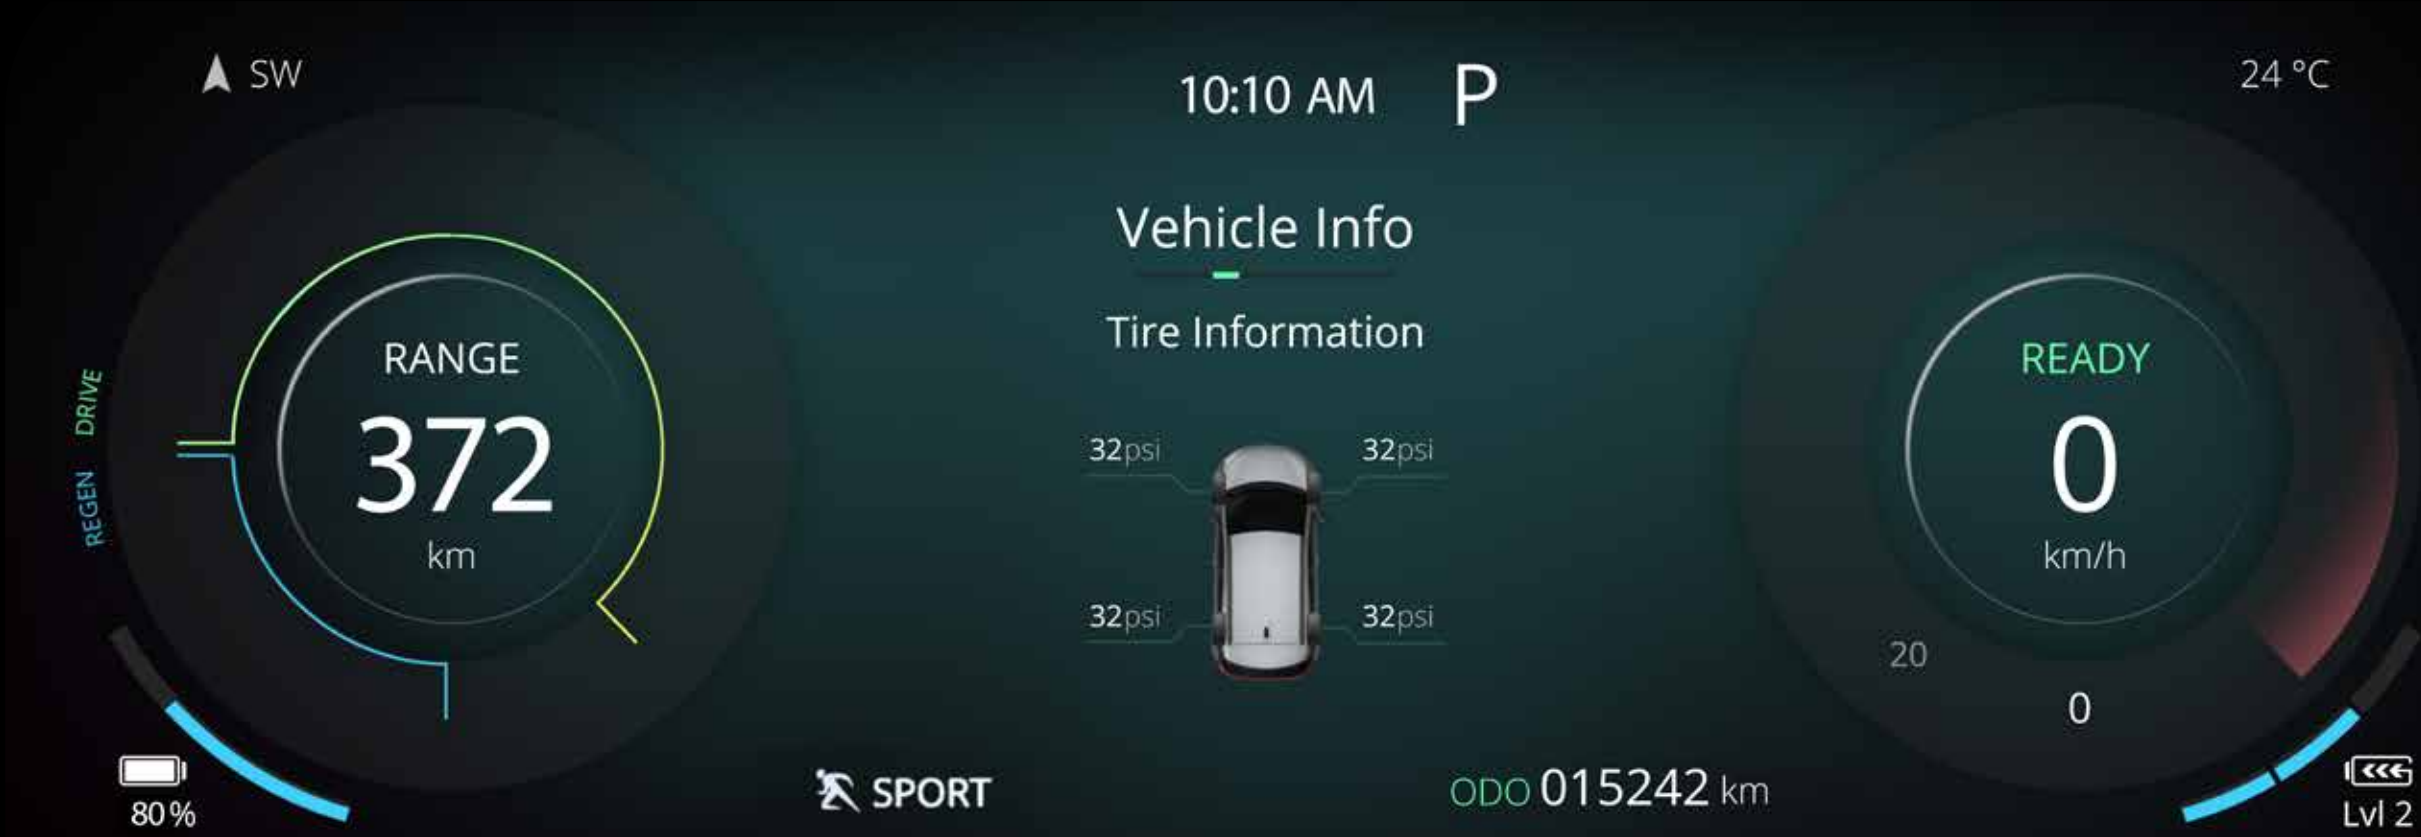 SW
10:10 AM P
24 °C
Vehicle Info
Tire Information
DRIVE
REGEN
RANGE
372
km
32psi 32psi
32psi 32psi
READY
0
km/h
20
0
80%
SPORT
ODO 015242 km
Lvl 2